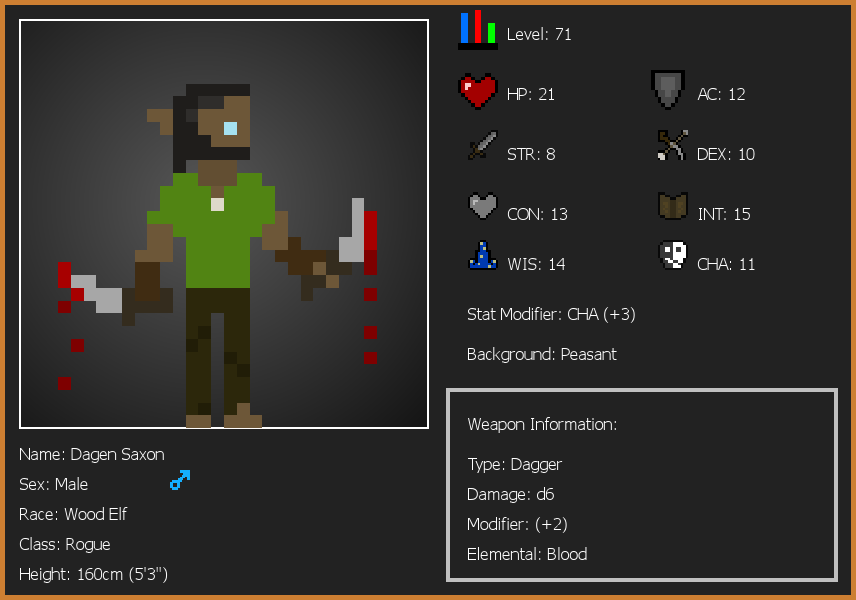 Level: 71
HP: 21
AC: 12
STR: 8
DEX: 10
CON: 13
INT: 15
WIS: 14
CHA: 11
Stat Modifier: CHA (+3)
Background: Peasant
Weapon Information:
Type: Dagger
Damage: d6
Modifier: (+2)
Elemental: Blood
Name: Dagen Saxon
Sex: Male
Race: Wood Elf
Class: Rogue
Height: 160cm (5'3")